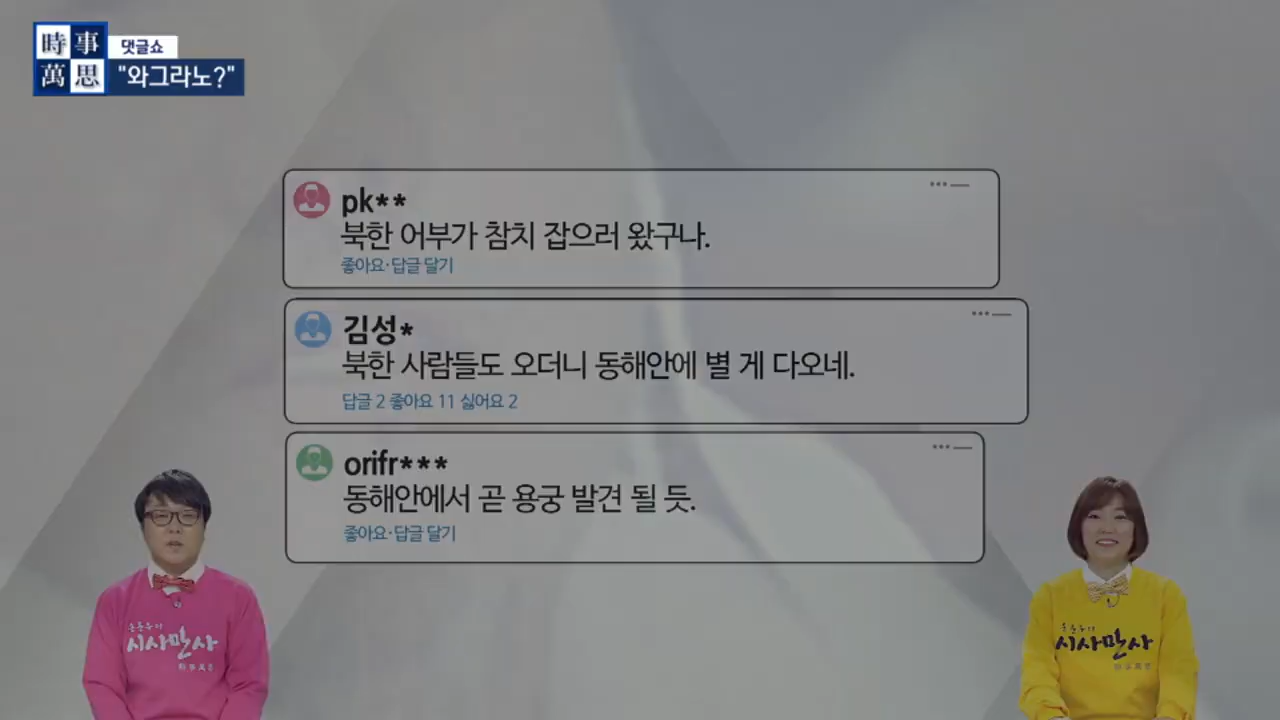 時事
萬思
댓글쇼
"와그라노?"
pk**
북한 어부가 참치 잡으러 왔구나.
좋아요·답글 달기
김성*
북한 사람들도 오더니 동해안에 별 게 다오네.
답글 2 좋아요 11 싫어요 2
orifr***
동해안에서 곧 용궁 발견 될 듯.
좋아요·답글 달기
시사만사
시사만사